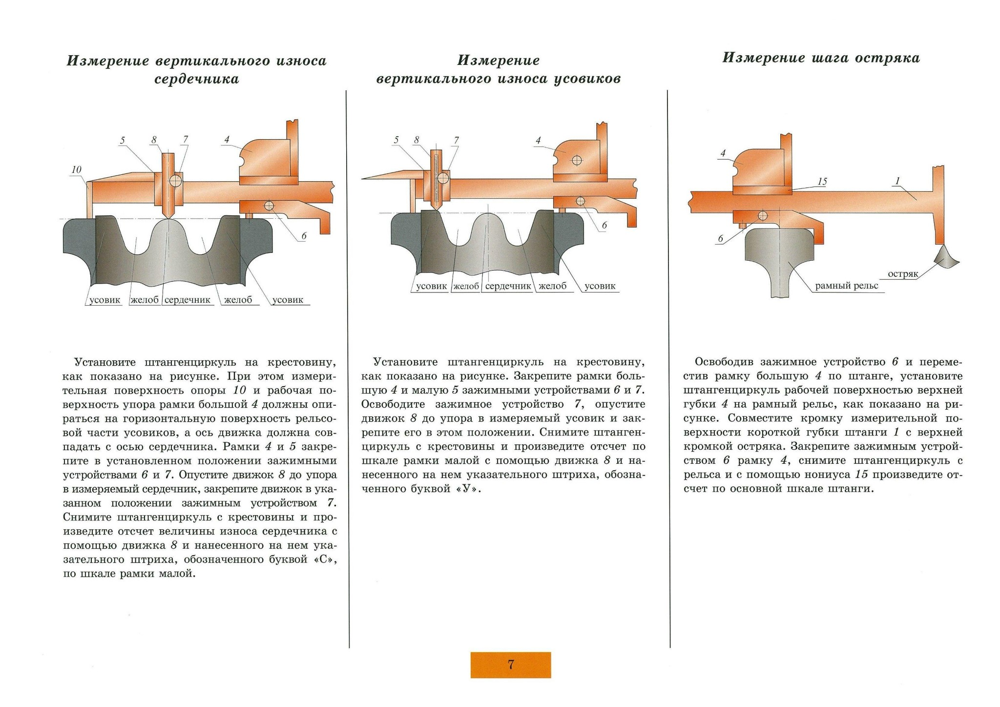 Измерение вертикального износа
сердечника
5
8
7
4
10
6
усовик
желоб
сердечник
желоб
усовик
Установите штангенциркуль на крестовину,
как показано на рисунке. При этом измери-
тельная поверхность опоры 10 и рабочая по-
верхность упора рамки большой 4 должны опи-
раться на горизонтальную поверхность рельсо-
вой части усовиков, а ось движка должна сов-
падать с осью сердечника. Рамки 4 и 5 закре-
пите в установленном положении зажимными
устройствами 6 и 7. Опустите движок 8 до упора
в измеряемый сердечник, закрепите движок в ука-
занном положении зажимным устройством 7.
Снимите штангенциркуль с крестовины и про-
изведите отсчет величины износа сердечника с
помощью движка 8 и нанесенного на нем ука-
зательного штриха, обозначенного буквой «С»,
по шкале рамки малой.
Измерение
вертикального износа усовиков
5
8
7
4
6
усовик
желоб
сердечник
желоб
усовик
Установите штангенциркуль на крестовину,
как показано на рисунке. Закрепите рамки боль-
шую 4 и малую 5 зажимными устройствами 6 и 7.
Освободите зажимное устройство 7, опустите
движок 8 до упора в измеряемый усовик и зак-
репите его в этом положении. Снимите штанген-
циркуль с крестовины и произведите отсчет по
шкале рамки малой с помощью движка 8 и на-
несенного на нем указательного штриха, обозна-
ченного буквой «У».
Измерение шага остряка
4
15
1
6
остряк
рамный рельс
Освободив зажимное устройство 6 и переме-
стив рамку большую 4 по штанге, установите
штангенциркуль рабочей поверхностью верхней
губки 4 на рамный рельс, как показано на ри-
сунке. Совместите кромку измерительной по-
верхности короткой губки штанги 1 с верхней
кромкой остряка. Закрепите зажимным устрой-
ством 6 рамку 4, снимите штангенциркуль с
рельса и с помощью нониуса 15 произведите от-
счет по основной шкале штанги.
7